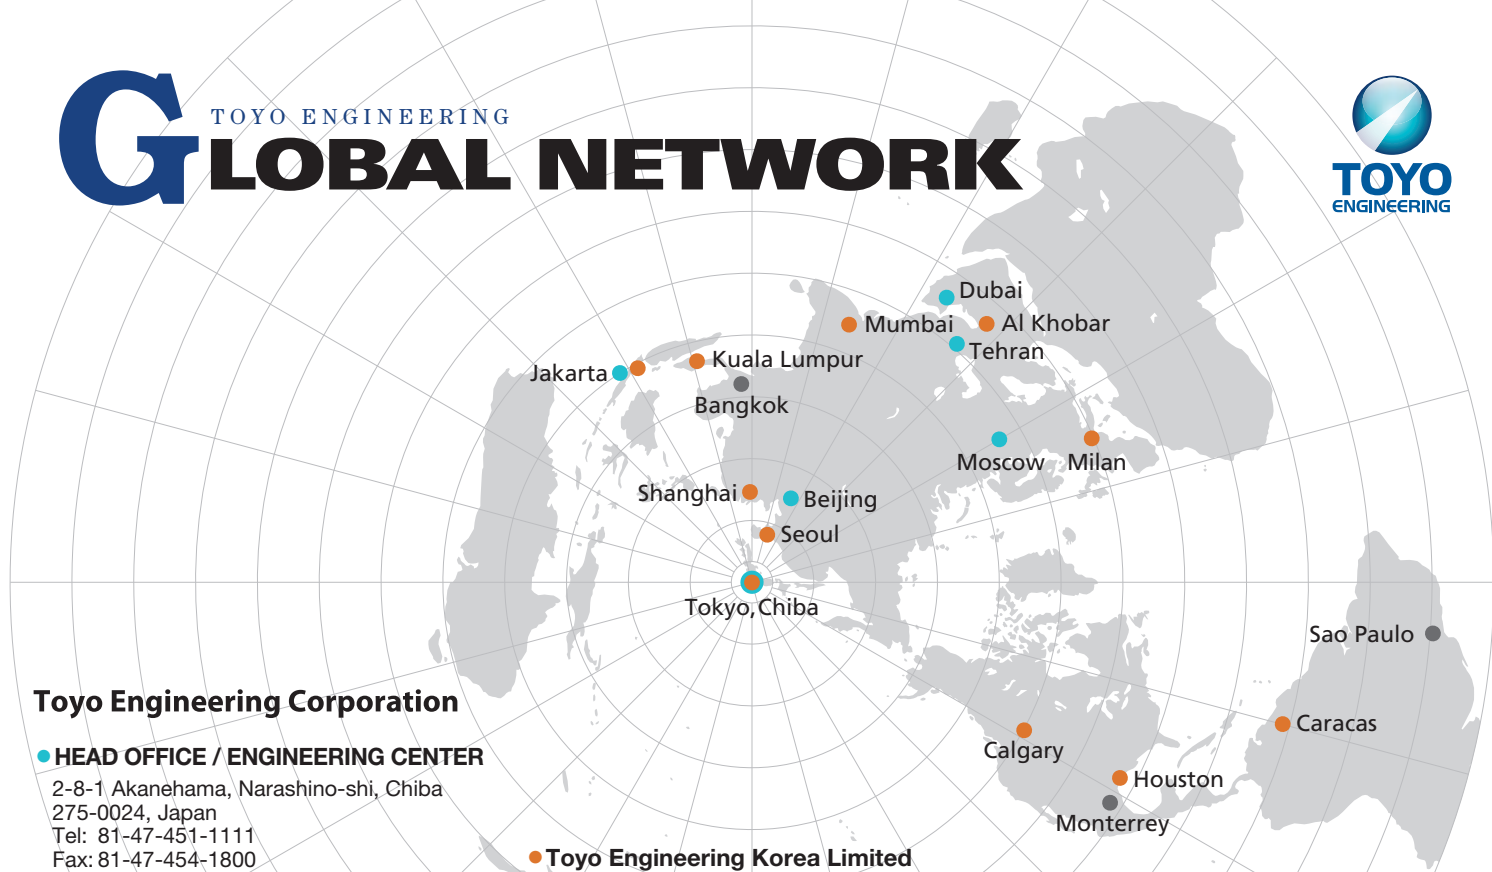 TOYO ENGINEERING
GLOBAL NETWORK
TOYO
ENGINEERING
Dubai
Mumbai
Al Khobar
Tehran
Jakarta
Kuala Lumpur
Bangkok
Moscow
Milan
Shanghai
Beijing
Seoul
Tokyo,Chiba
Sao Paulo
Caracas
Calgary
Houston
Monterrey
Toyo Engineering Corporation
HEAD OFFICE / ENGINEERING CENTER
2-8-1 Akanehama, Narashino-shi, Chiba
275-0024, Japan
Tel: 81-47-451-1111
Fax: 81-47-454-1800
Toyo Engineering Korea Limited